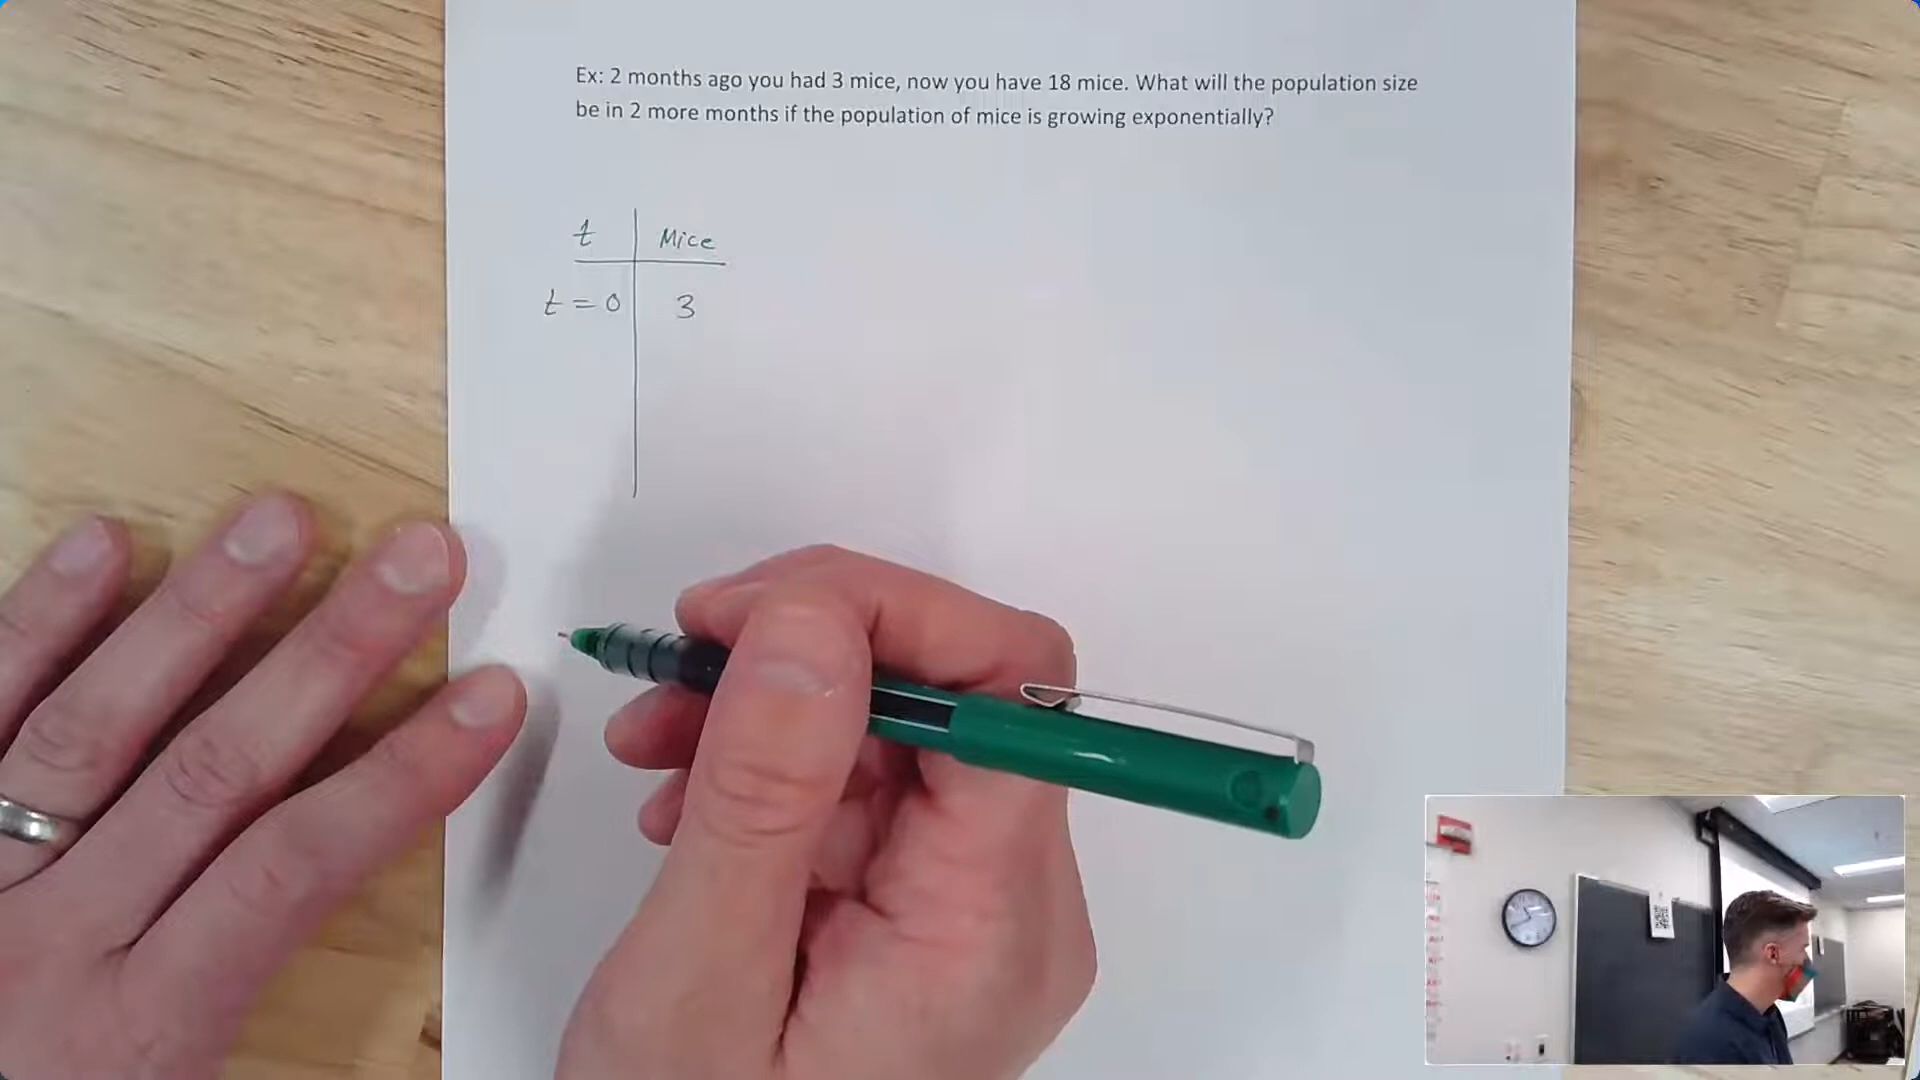 Ex: 2 months ago you had 3 mice, now you have 18 mice. What will the population size
be in 2 more months if the population of mice is growing exponentially?
t Mice
t = 0 3